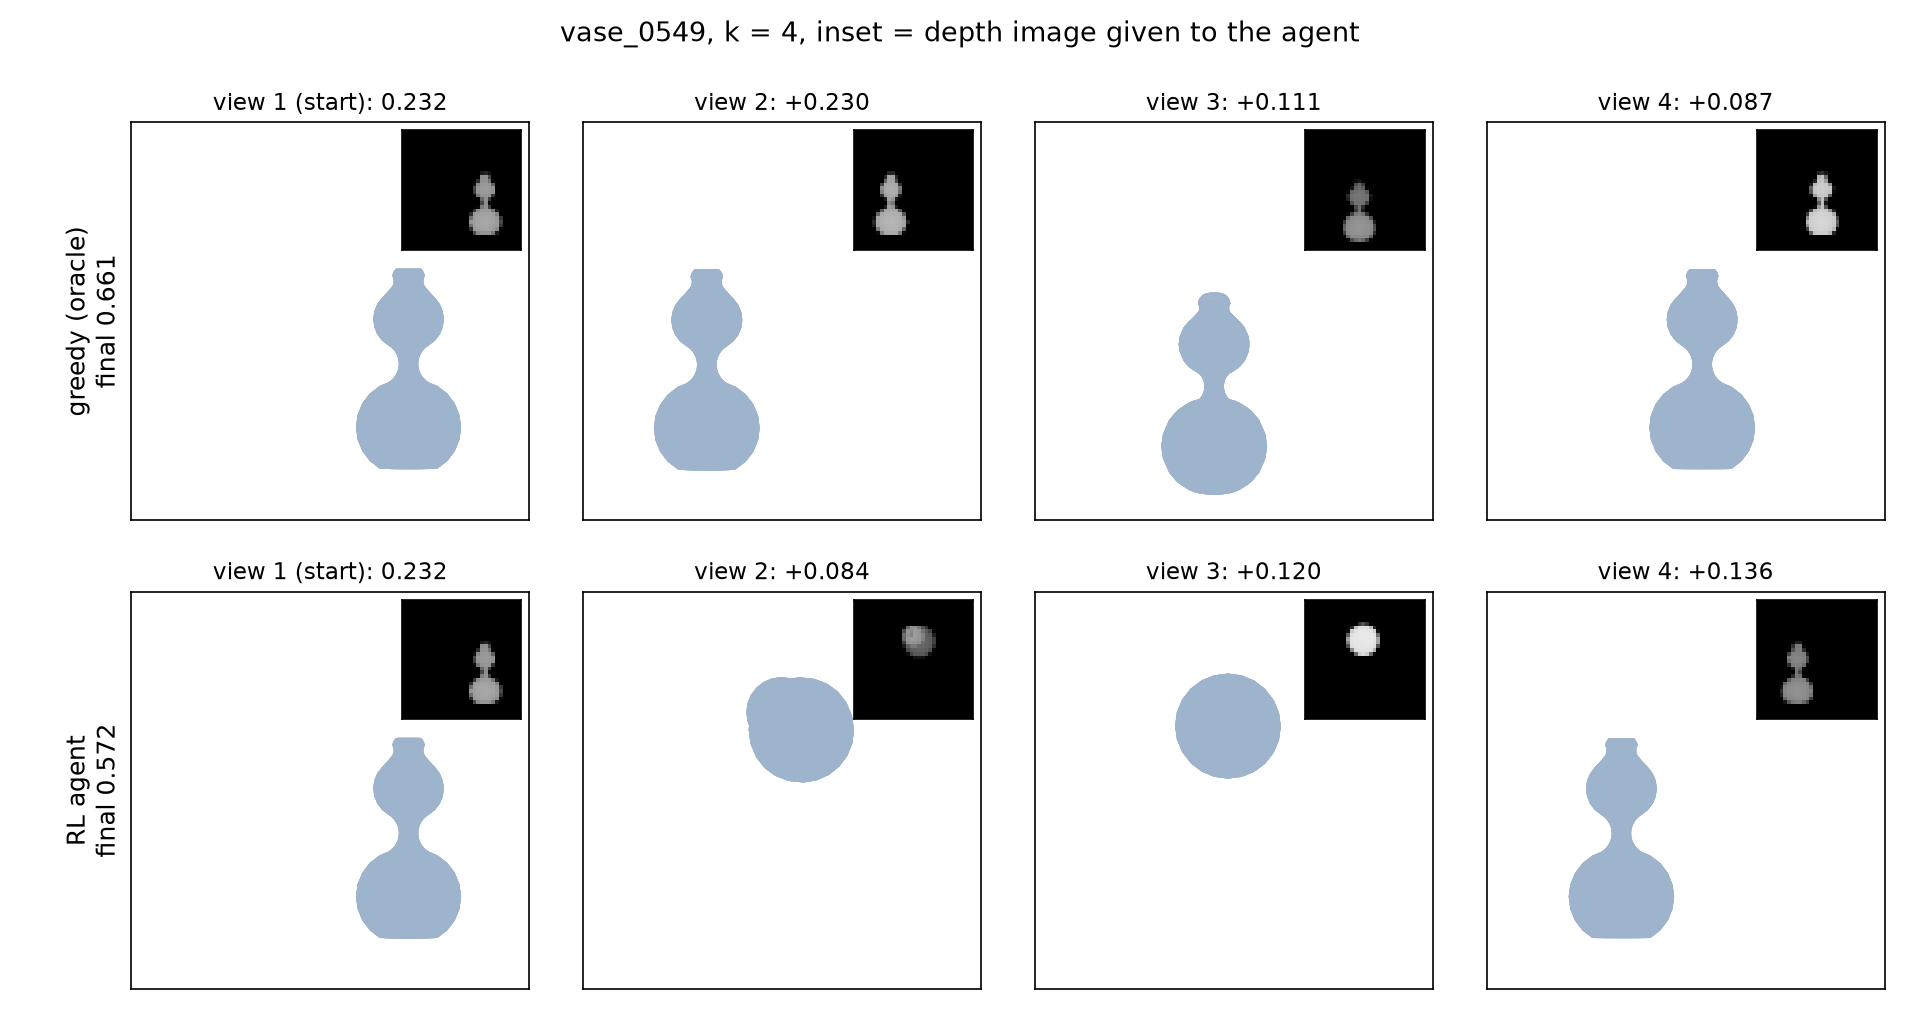 vase_0549, k = 4, inset = depth image given to the agent
view 1 (start): 0.232
view 2: +0.230
view 3: +0.111
view 4: +0.087
greedy (oracle)
final 0.661
view 1 (start): 0.232
view 2: +0.084
view 3: +0.120
view 4: +0.136
RL agent
final 0.572